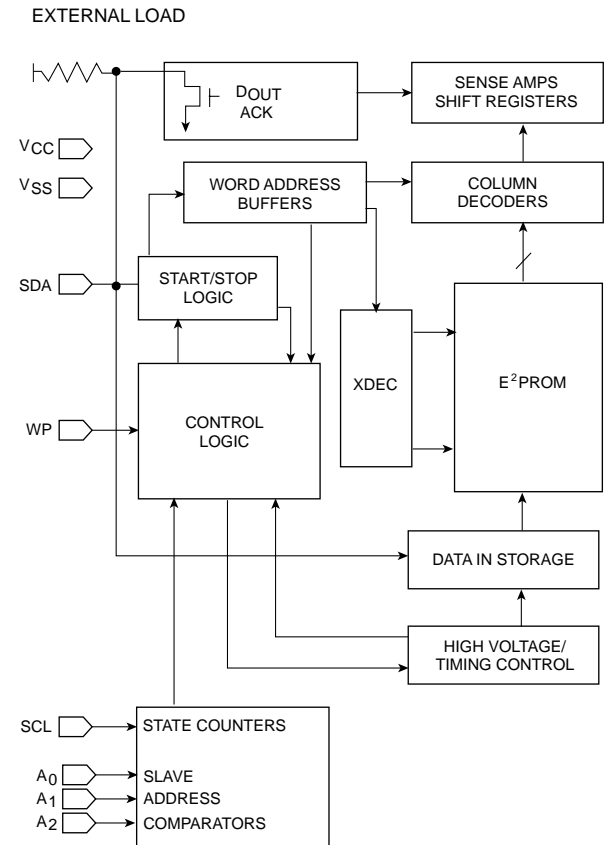 EXTERNAL LOAD
DOUT
ACK
SENSE AMPS
SHIFT REGISTERS
VCC
VSS
WORD ADDRESS
BUFFERS
COLUMN
DECODERS
SDA
START/STOP
LOGIC
XDEC
E²PROM
WP
CONTROL
LOGIC
DATA IN STORAGE
HIGH VOLTAGE/
TIMING CONTROL
SCL
STATE COUNTERS
A0
SLAVE
A1
ADDRESS
A2
COMPARATORS